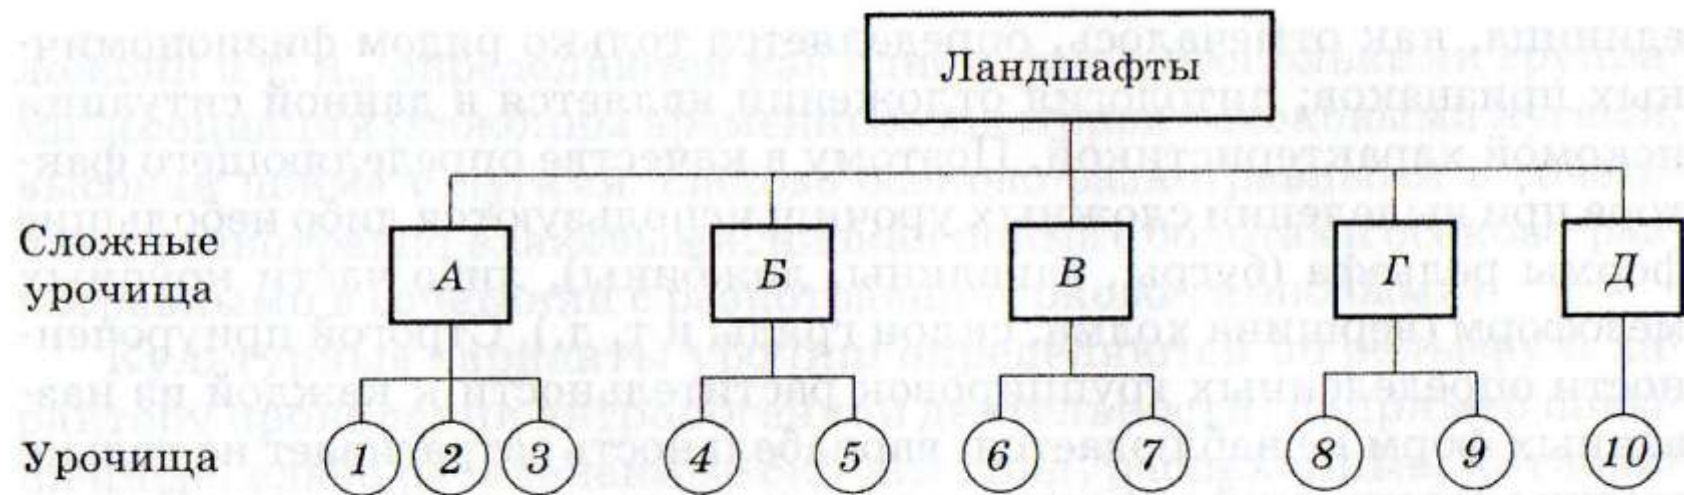 Ландшафты
Сложные
урочища
А Б В Г Д
Урочища 1 2 3 4 5 6 7 8 9 10